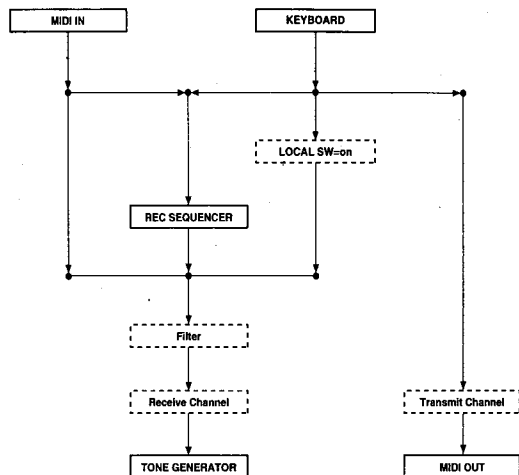 MIDI IN
KEYBOARD
LOCAL SW=on
REC SEQUENCER
Filter
Receive Channel
Transmit Channel
TONE GENERATOR
MIDI OUT